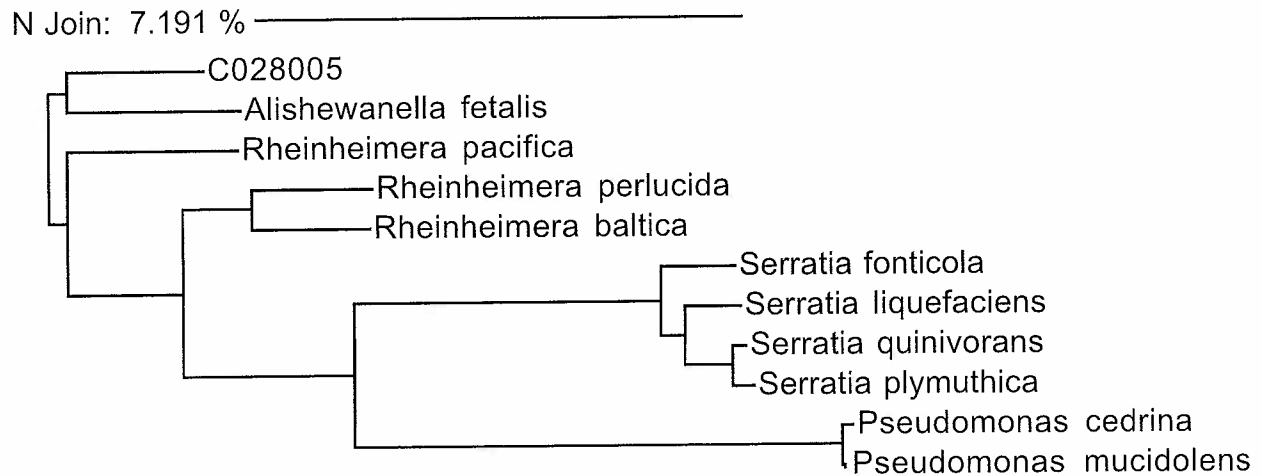 N Join: 7.191 %
C028005
Alishewanella fetalis
Rheinheimera pacifica
Rheinheimera perlucida
Rheinheimera baltica
Serratia fonticola
Serratia liquefaciens
Serratia quinivorans
Serratia plymuthica
Pseudomonas cedrina
Pseudomonas mucidolens